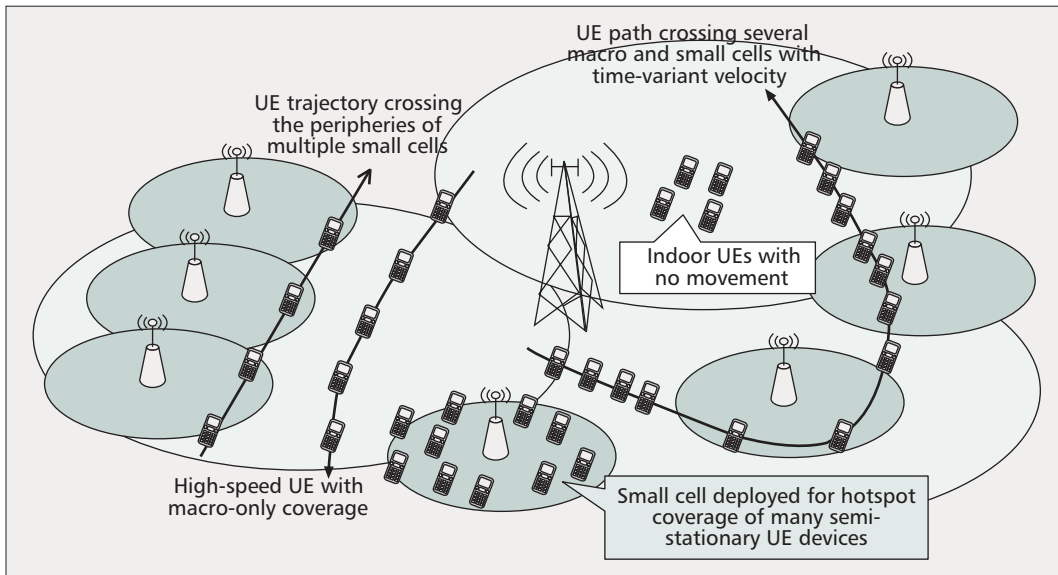 UE path crossing several
macro and small cells with
time-variant velocity
UE trajectory crossing
the peripheries of
multiple small cells
Indoor UEs with
no movement
High-speed UE with
macro-only coverage
Small cell deployed for hotspot
coverage of many semi-
stationary UE devices